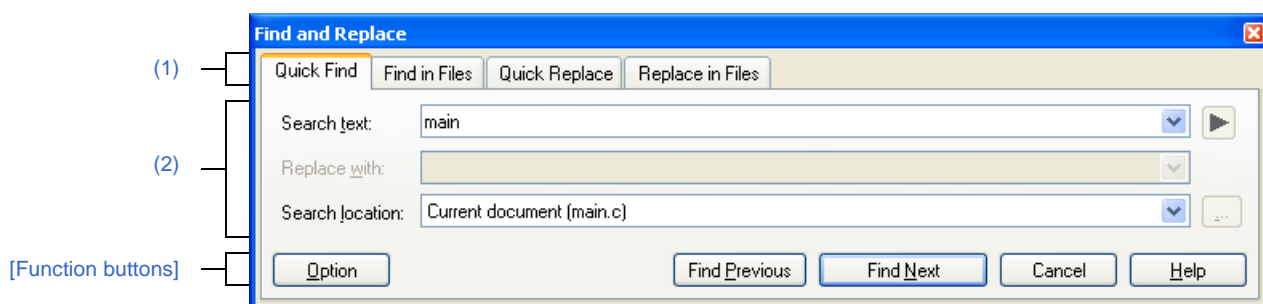 Find and Replace
(1)
Quick Find Find in Files Quick Replace Replace in Files
Search text: main
(2)
Replace with:
Search location: Current document (main.c) ...
[Function buttons]
Option Find Previous Find Next Cancel Help